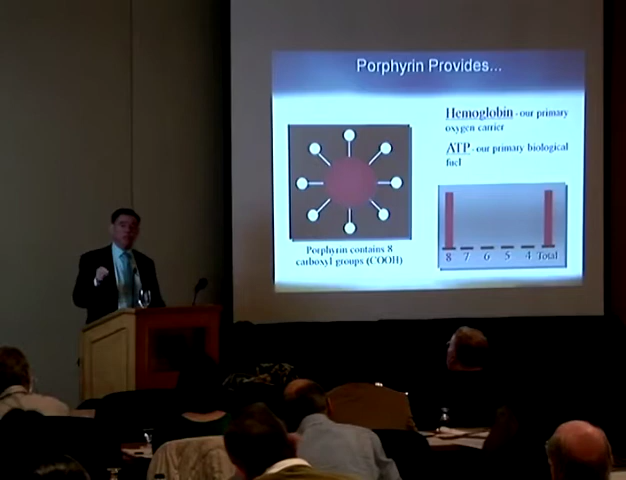 Porphyrin Provides...
Hemoglobin - our primary
oxygen carrier
ATP - our primary biological
fuel
Porphyrin contains 8
carboxyl groups (COOH)
8 7 6 5 4 Total